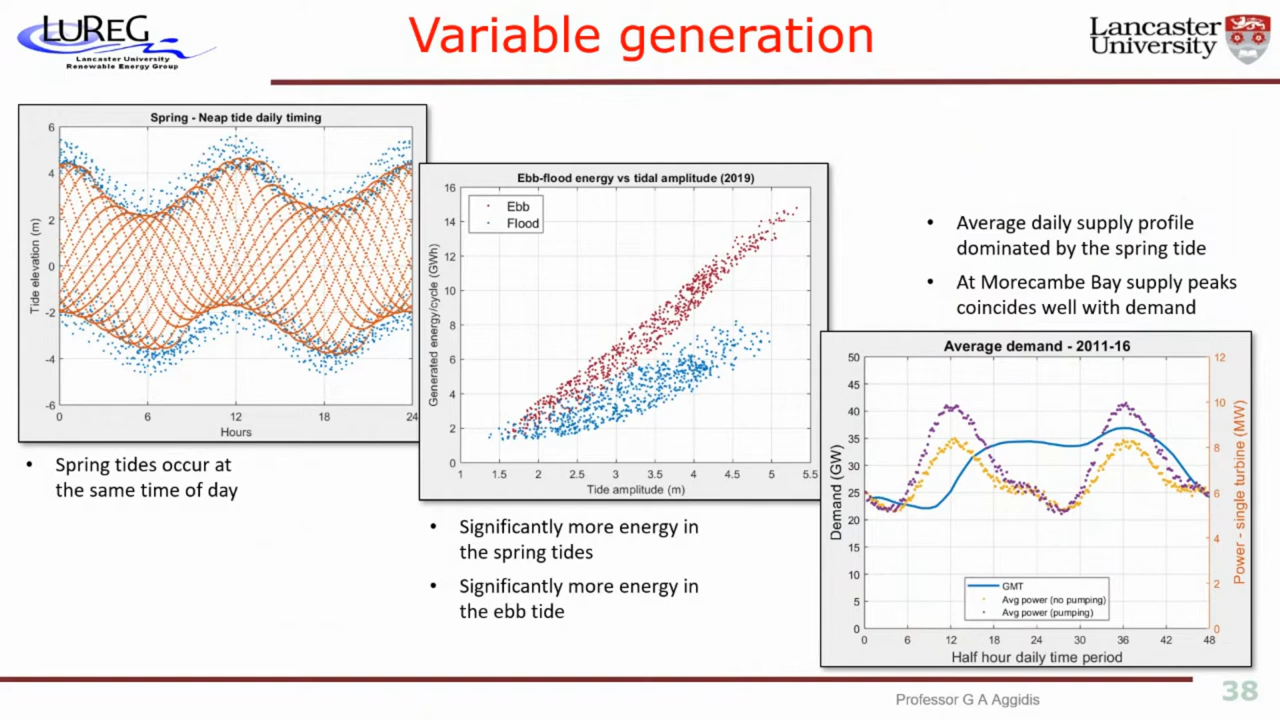 LUREG
Lancaster University
Renewable Energy Group
Variable generation
Lancaster
University
Spring - Neap tide daily timing
6
4
2
0
-2
-4
-6
Tide elevation (m)
0 6 12 18 24
Hours
• Spring tides occur at
the same time of day
Ebb-flood energy vs tidal amplitude (2019)
Ebb
Flood
16
14
12
10
8
6
4
2
0
Generated energy/cycle (GWh)
1 1.5 2 2.5 3 3.5 4 4.5 5 5.5
Tide amplitude (m)
• Significantly more energy in
the spring tides
• Significantly more energy in
the ebb tide
• Average daily supply profile
dominated by the spring tide
• At Morecambe Bay supply peaks
coincides well with demand
Average demand - 2011-16
50
45
40
35
30
25
20
15
10
5
0
Demand (GW)
12
10
8
6
4
2
0
Power - single turbine (MW)
GMT
Avg power (no pumping)
Avg power (pumping)
0 6 12 18 24 30 36 42 48
Half hour daily time period
Professor G A Aggidis
38